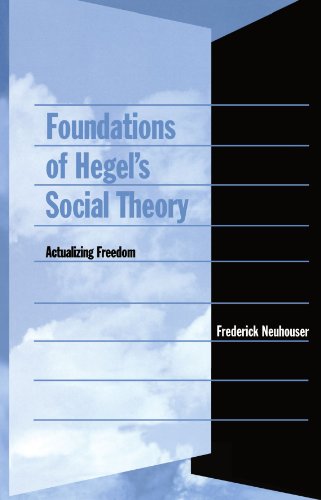 Foundations
of Hegel's
Social Theory
Actualizing Freedom
Frederick Neuhouser